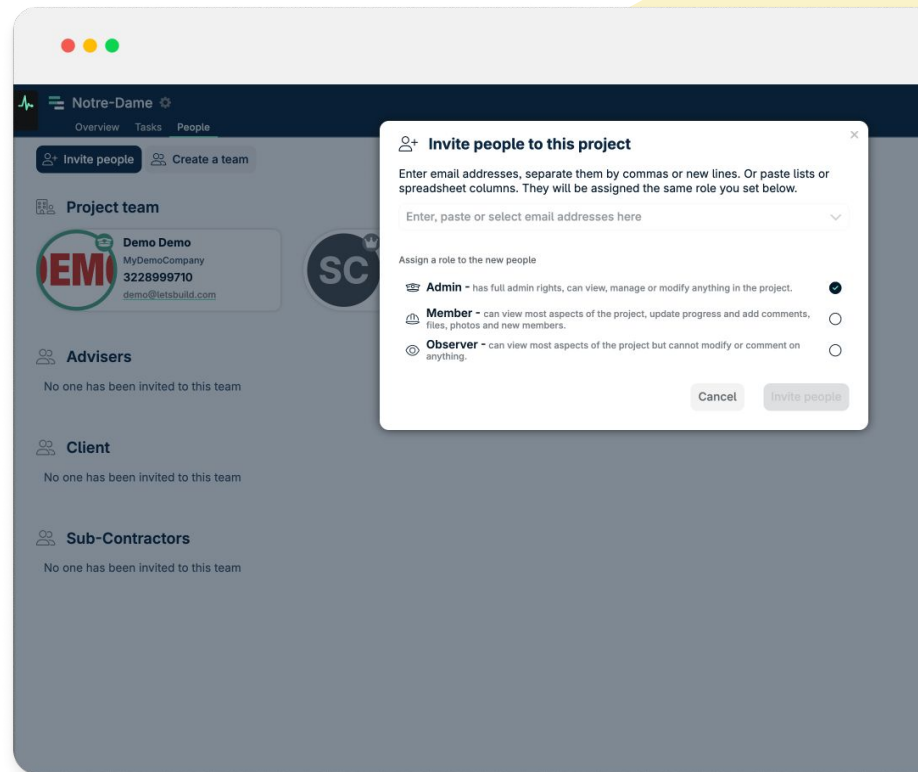 Notre-Dame
Overview Tasks People
Invite people Create a team
Project team
EM
Demo Demo
MyDemoCompany
3228999710
demo@letsbuild.com
SC
Advisers
No one has been invited to this team
Client
No one has been invited to this team
Sub-Contractors
No one has been invited to this team
Invite people to this project
Enter email addresses, separate them by commas or new lines. Or paste lists or
spreadsheet columns. They will be assigned the same role you set below.
Enter, paste or select email addresses here
Assign a role to the new people
Admin - has full admin rights, can view, manage or modify anything in the project.
Member - can view most aspects of the project, update progress and add comments,
files, photos and new members.
Observer - can view most aspects of the project but cannot modify or comment on
anything.
Cancel Invite people